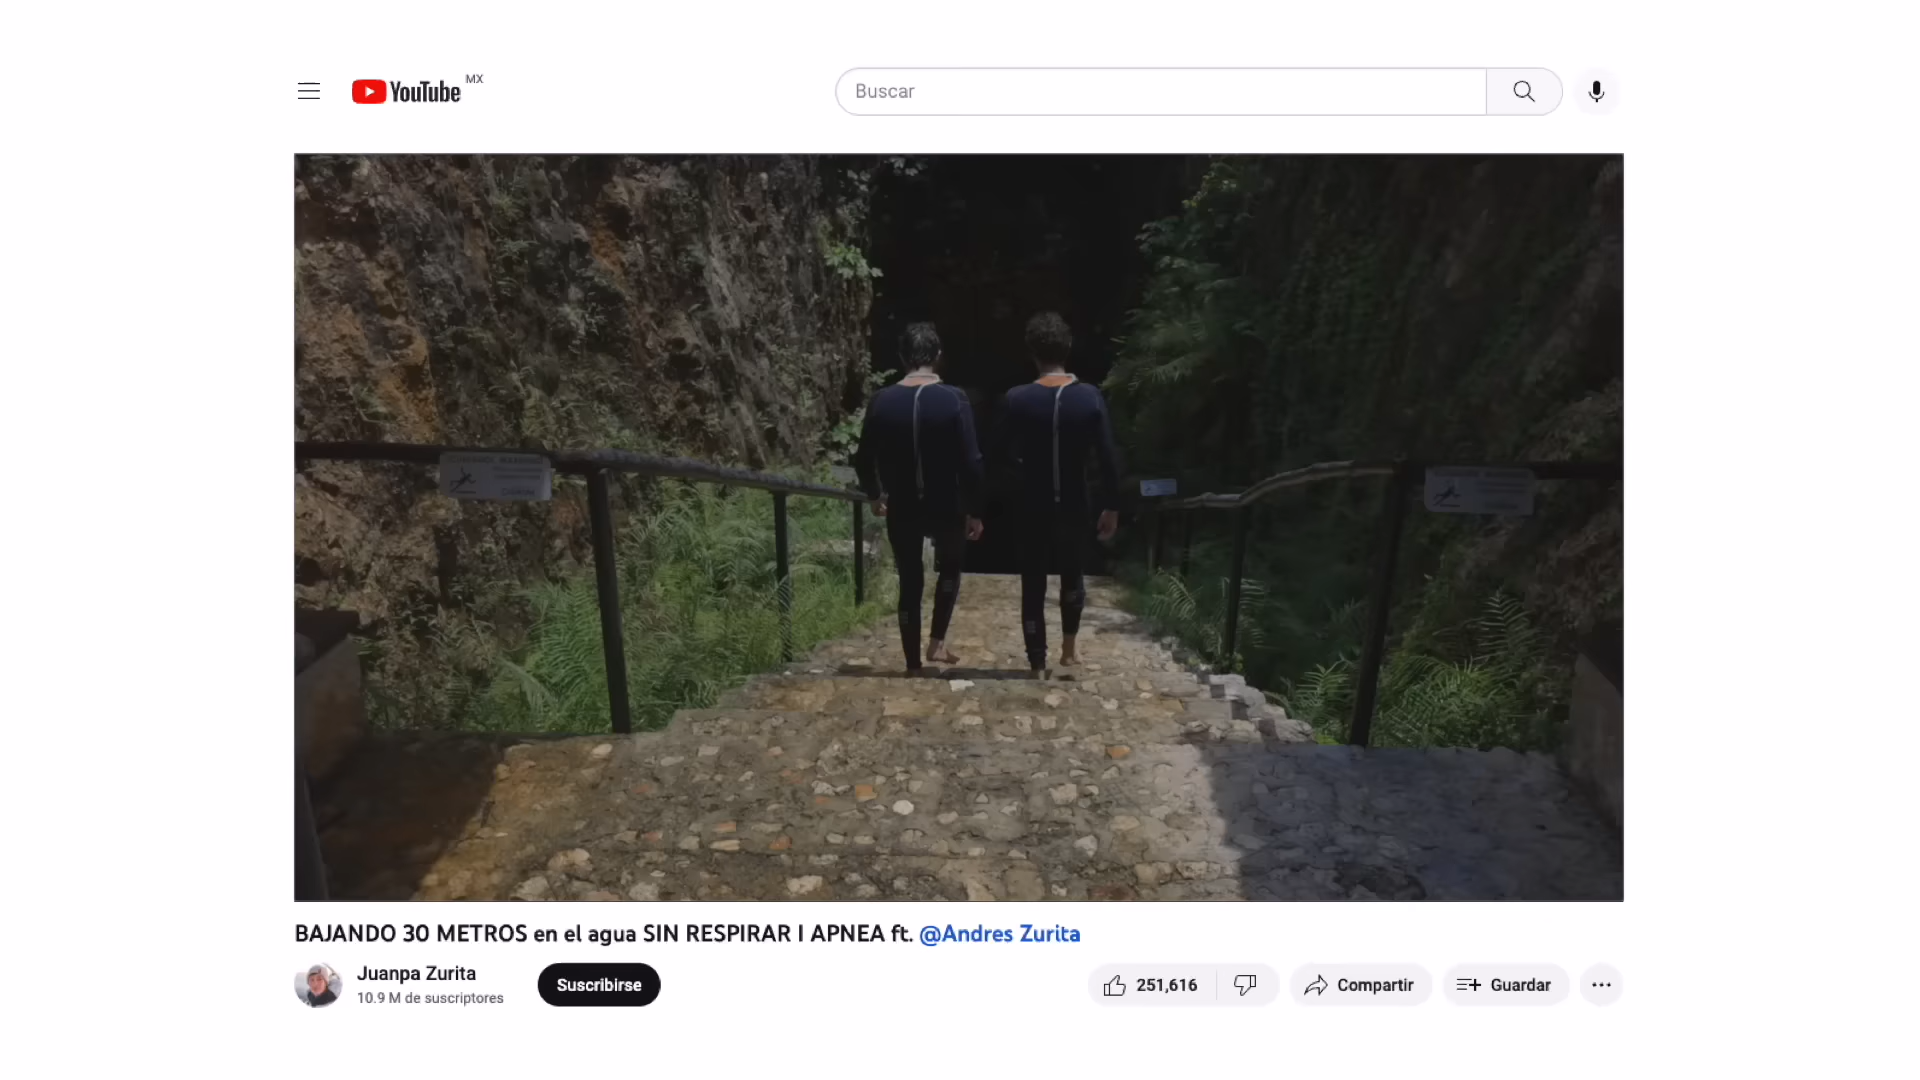 YouTube MX
Buscar
BAJANDO 30 METROS en el agua SIN RESPIRAR I APNEA ft. @Andres Zurita
Juanpa Zurita
10.9 M de suscriptores
Suscribirse
251,616
Compartir
Guardar